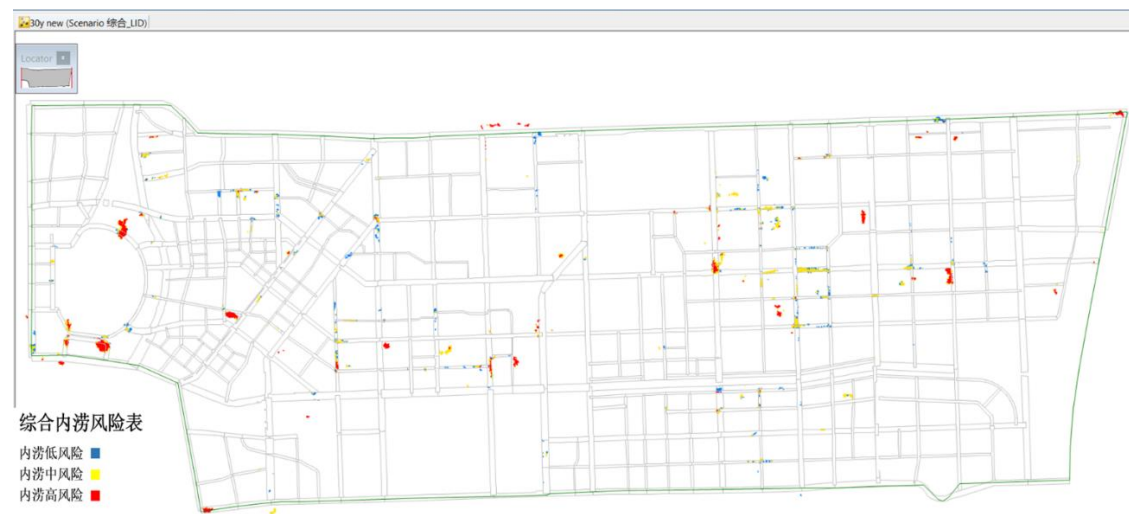 30y new (Scenario 综合_LID)
Locator
综合内涝风险表
内涝低风险
内涝中风险
内涝高风险